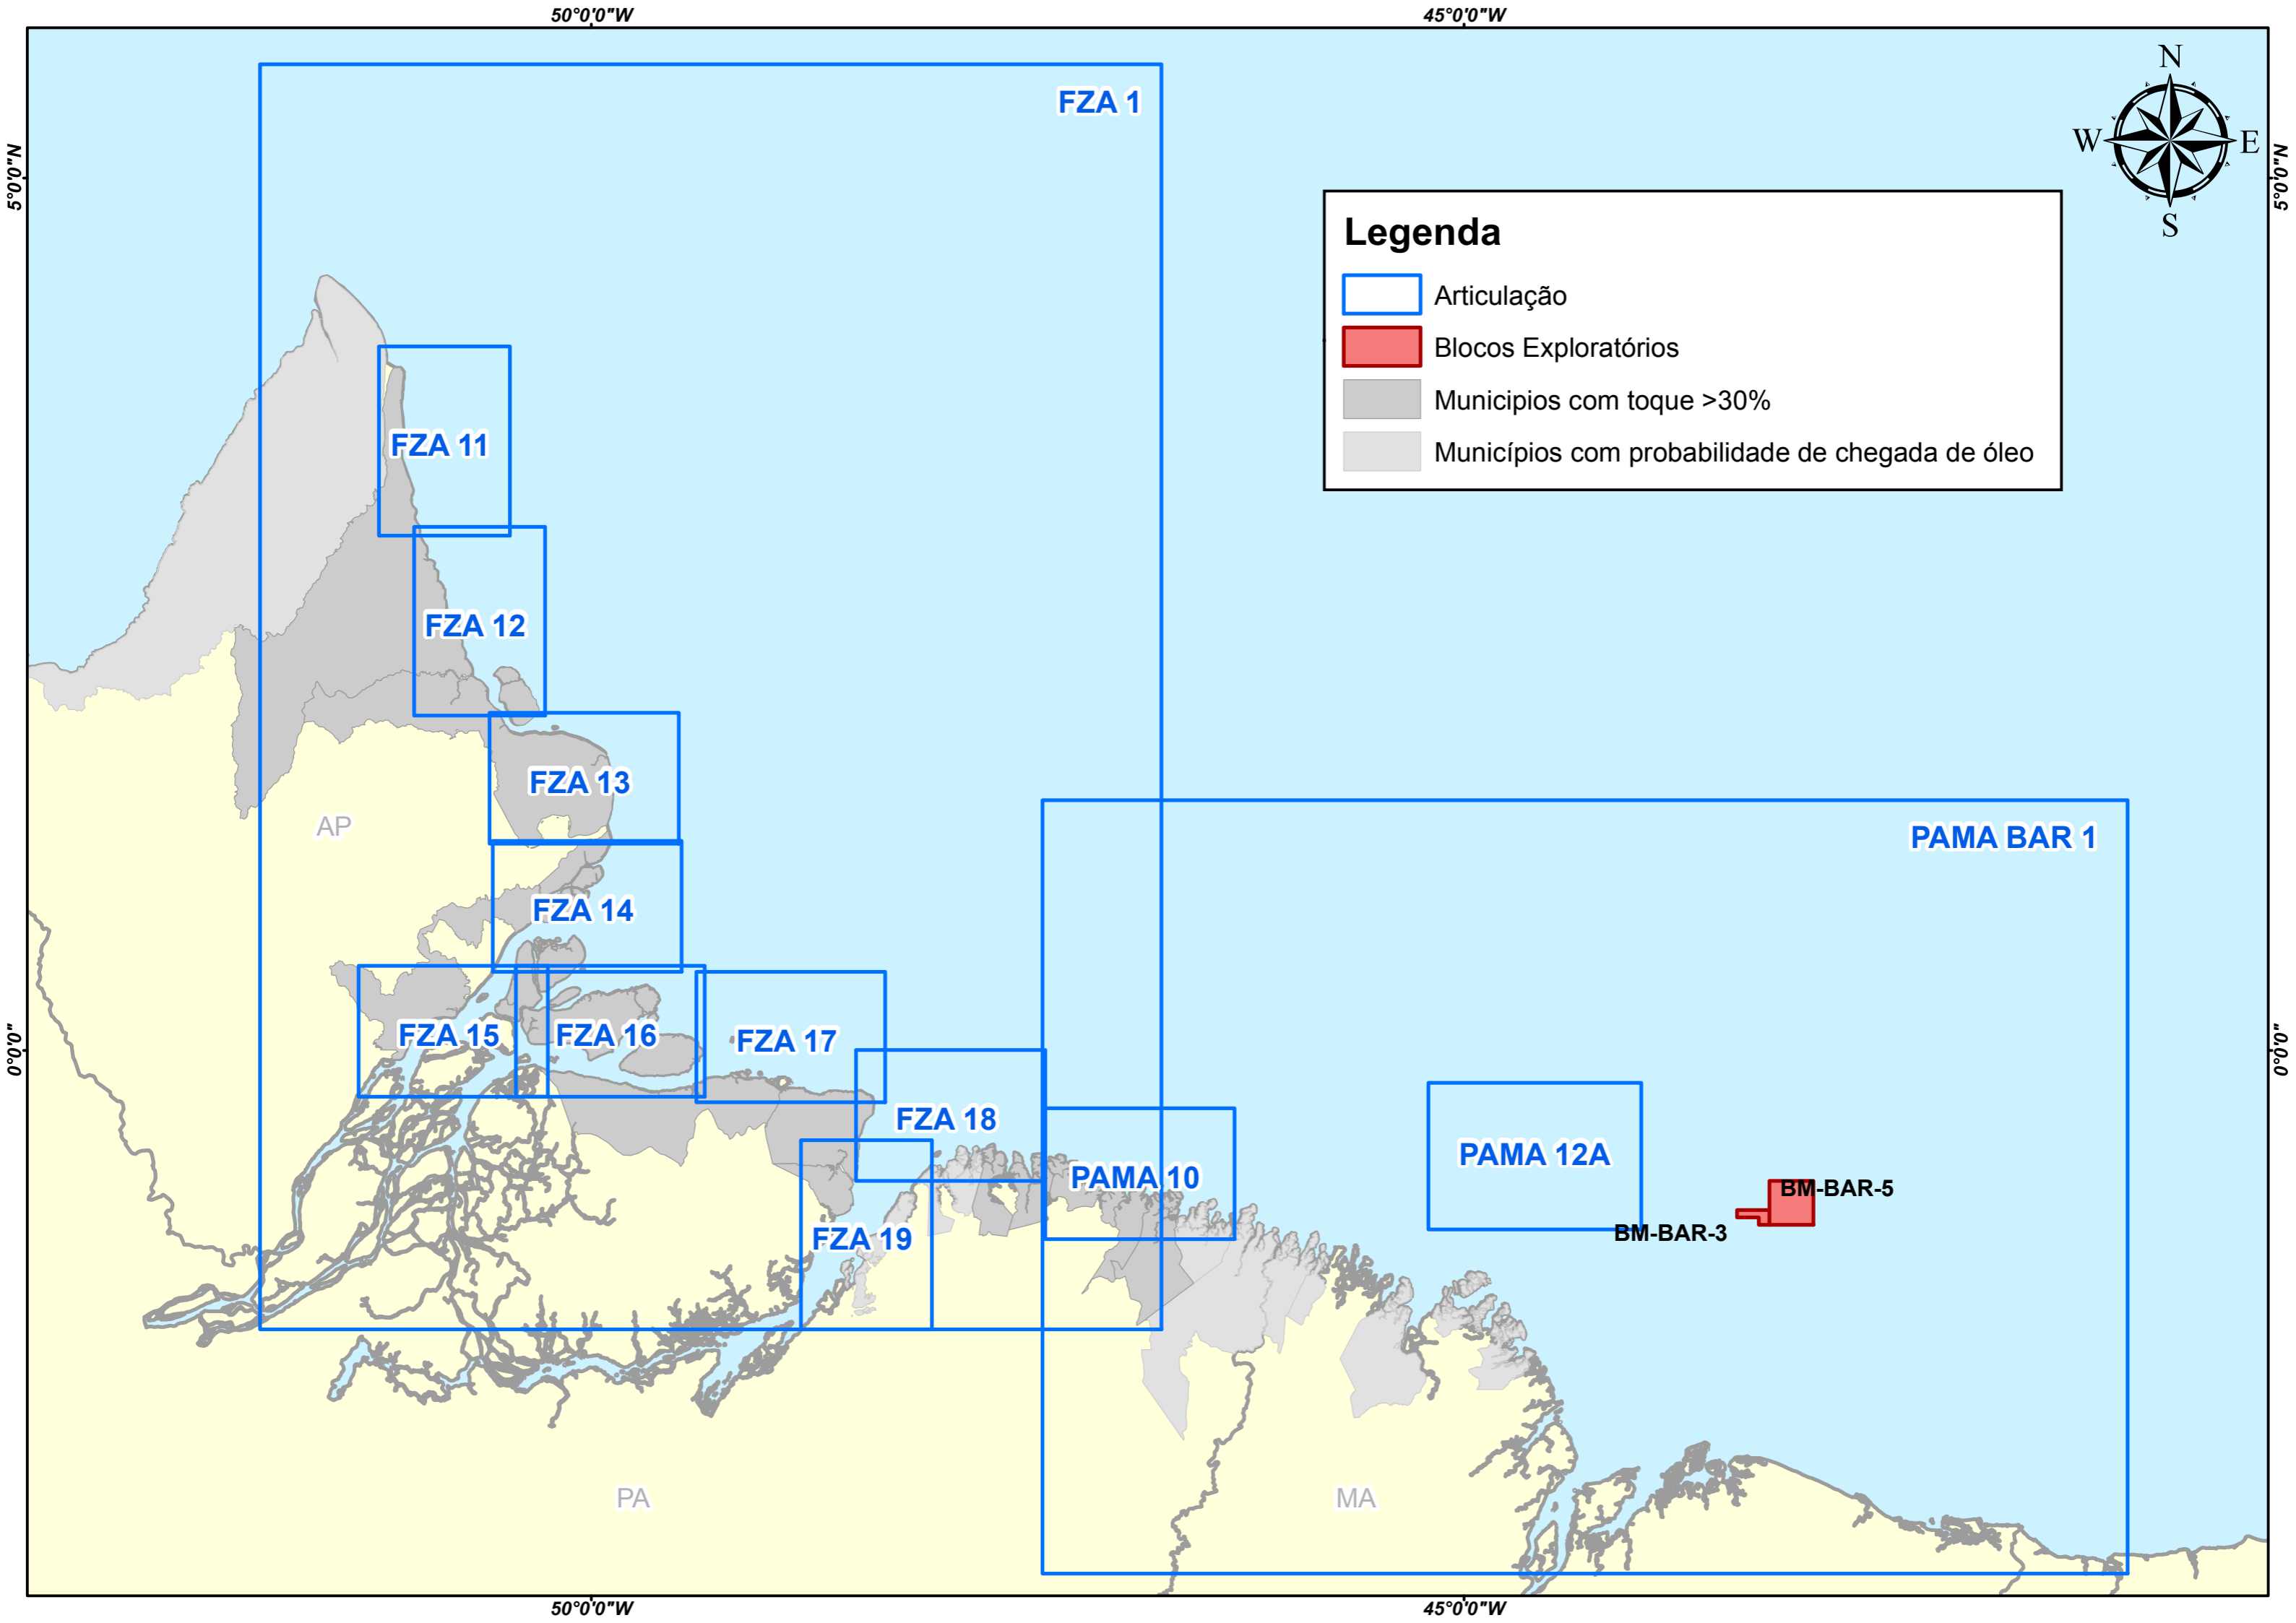 50°0'0"W
45°0'0"W
N
W
E
S
5°0'0"N
5°0'0"N
FZA 1
Legenda
Articulação
Blocos Exploratórios
Municipios com toque >30%
Municípios com probabilidade de chegada de óleo
FZA 11
FZA 12
FZA 13
AP
PAMA BAR 1
FZA 14
FZA 15
FZA 16
FZA 17
0°0'0"
0°0'0"
FZA 18
PAMA 12A
PAMA 10
BM-BAR-5
BM-BAR-3
FZA 19
PA
MA
50°0'0"W
45°0'0"W